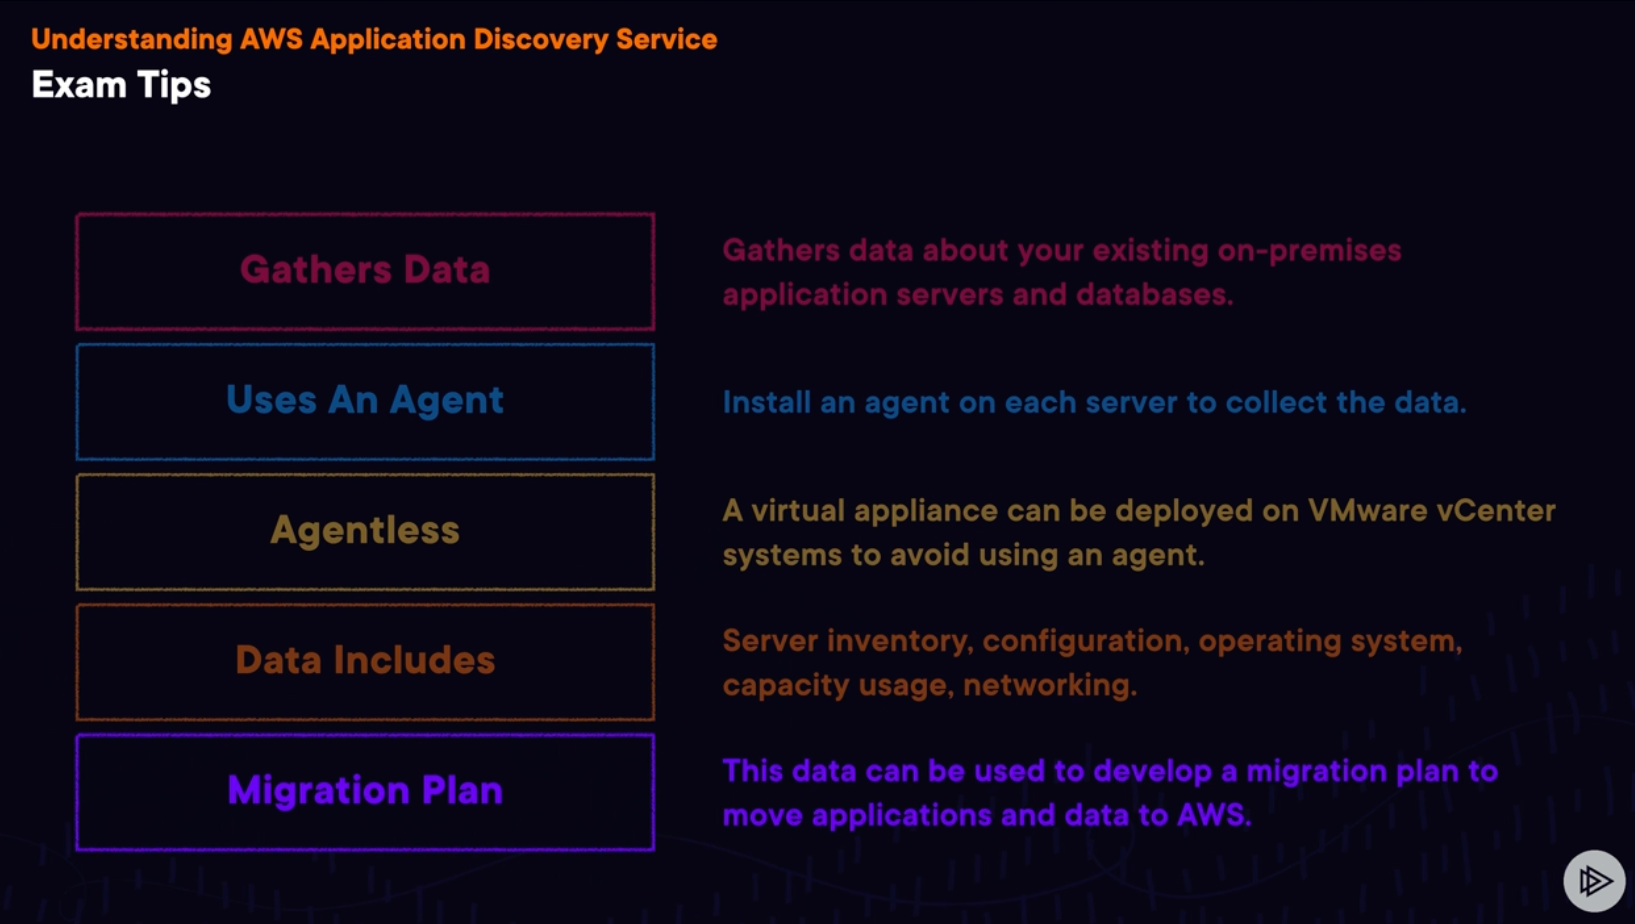 Understanding AWS Application Discovery Service
Exam Tips
Gathers Data
Gathers data about your existing on-premises
application servers and databases.
Uses An Agent
Install an agent on each server to collect the data.
Agentless
A virtual appliance can be deployed on VMware vCenter
systems to avoid using an agent.
Data Includes
Server inventory, configuration, operating system,
capacity usage, networking.
Migration Plan
This data can be used to develop a migration plan to
move applications and data to AWS.